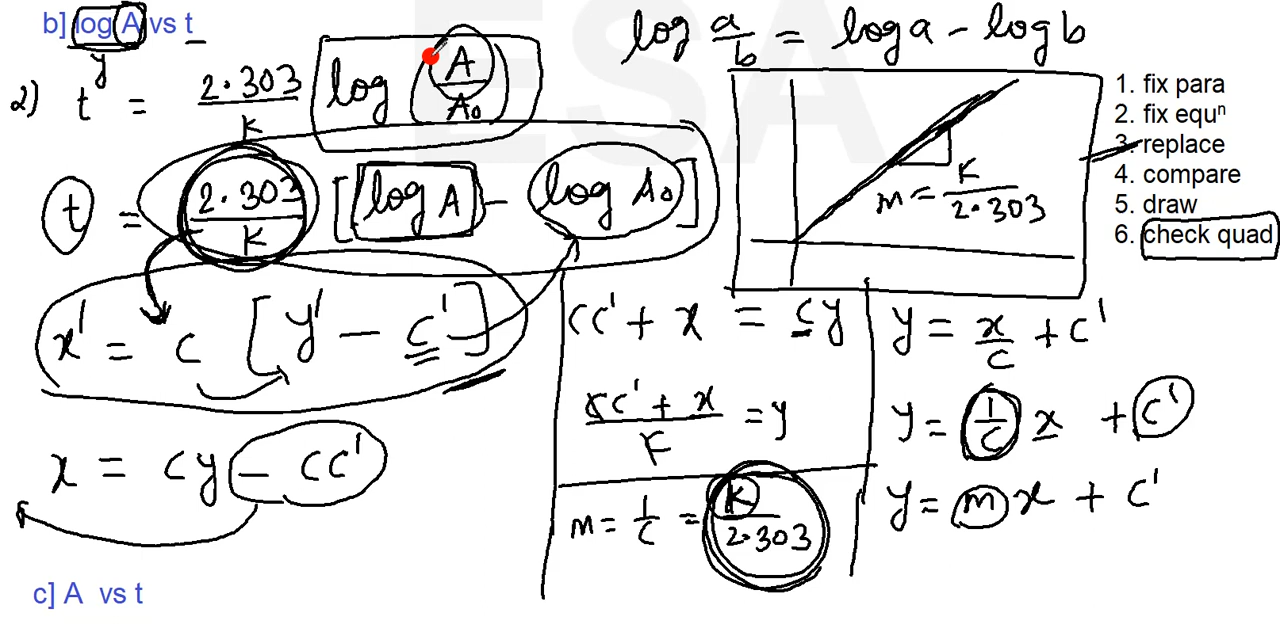 b] log A vs t
y
2) t = 2.303/K log A/A₀
t = 2.303/K [log A - log A₀]
x' = c [y' - c']
x = cy - cc'
c] A vs t
log a/b = log a - log b
m = K/2.303
1. fix para
2. fix equⁿ
3. replace
4. compare
5. draw
6. check quad
cc' + x = cy
cc' + x / c = y
m = 1/c = k/2.303
y = x/c + c'
y = 1/c x + c'
y = m x + c'
ESA